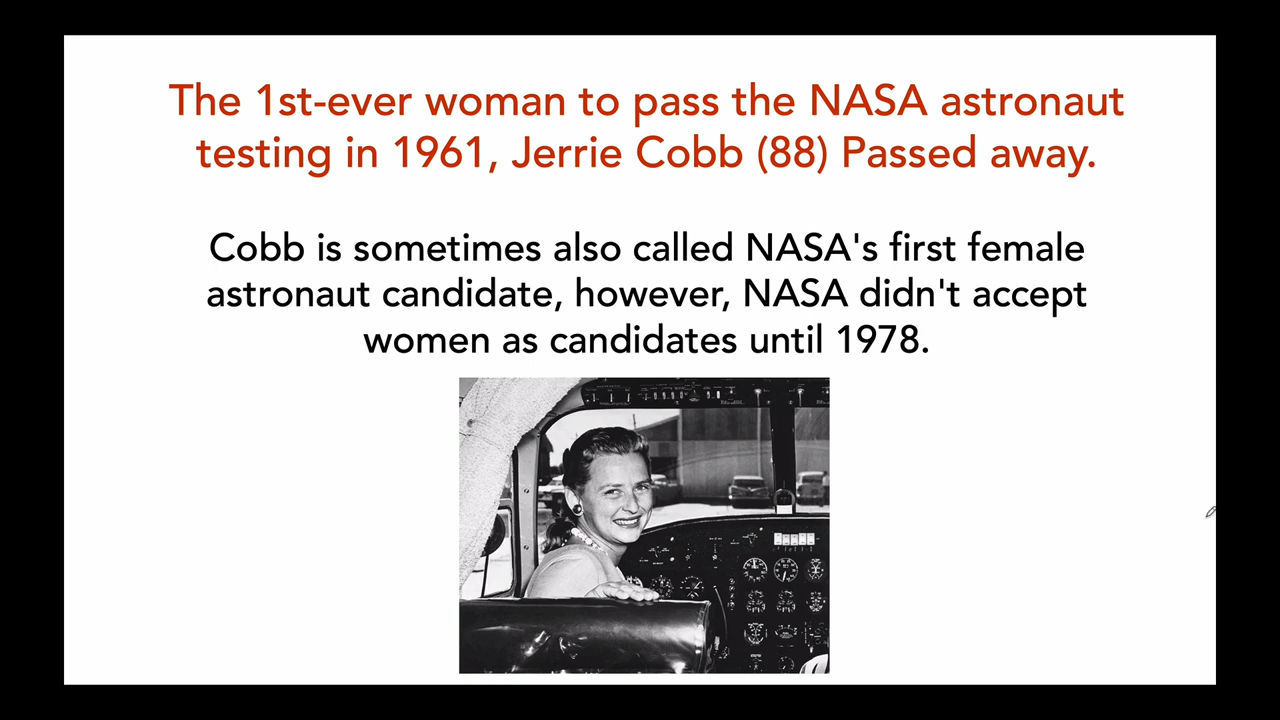 The 1st-ever woman to pass the NASA astronaut
testing in 1961, Jerrie Cobb (88) Passed away.
Cobb is sometimes also called NASA's first female
astronaut candidate, however, NASA didn't accept
women as candidates until 1978.